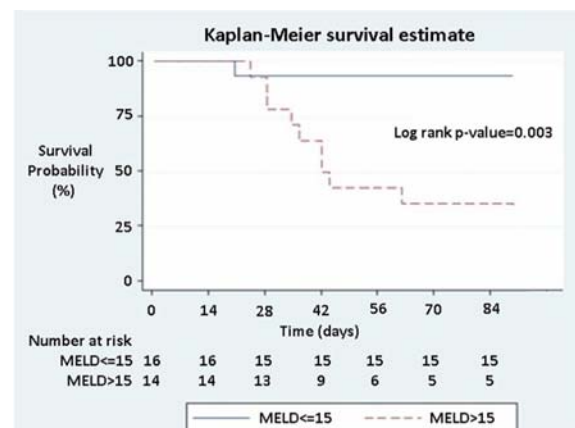 Kaplan-Meier survival estimate
100
75
50
25
0
Survival
Probability
(%)
Log rank p-value=0.003
0 14 28 42 56 70 84
Time (days)
Number at risk
MELD<=15 16 16 15 15 15 15 15
MELD>15 14 14 13 9 6 5 5
MELD<=15 MELD>15